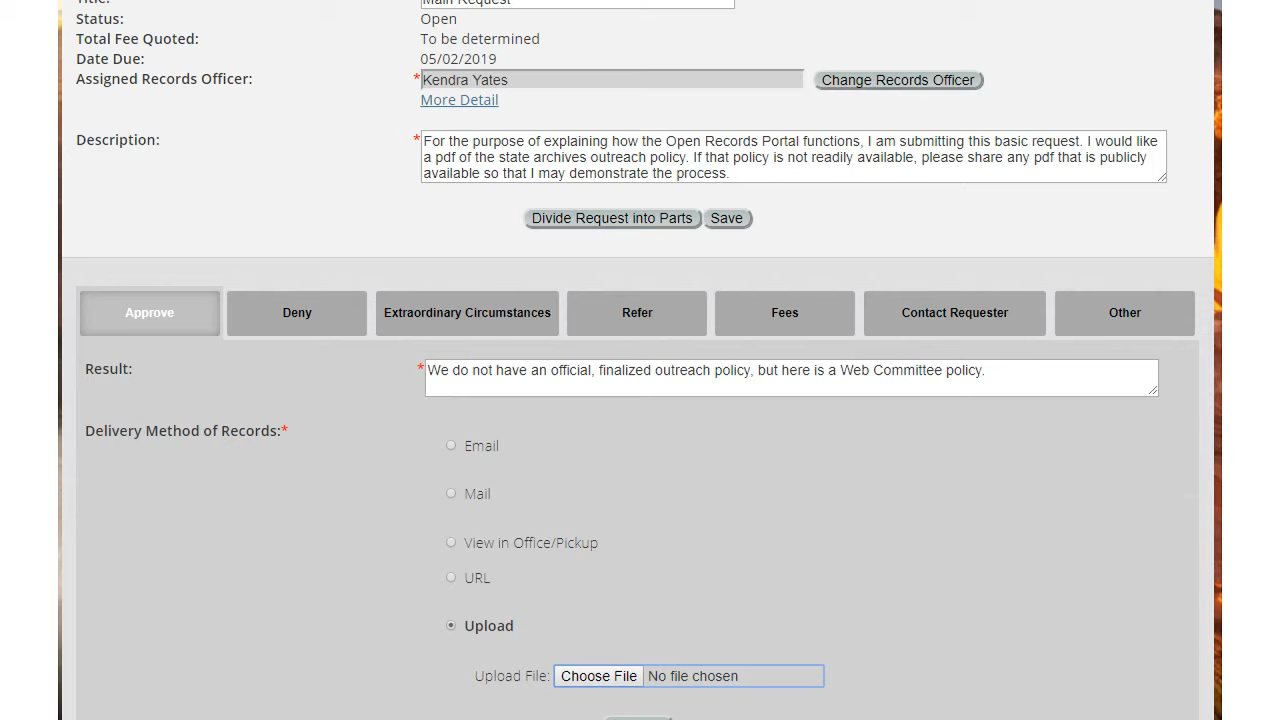 Title: Main Request
Status: Open
Total Fee Quoted: To be determined
Date Due: 05/02/2019
Assigned Records Officer: *Kendra Yates Change Records Officer
More Detail
Description: *For the purpose of explaining how the Open Records Portal functions, I am submitting this basic request. I would like
a pdf of the state archives outreach policy. If that policy is not readily available, please share any pdf that is publicly
available so that I may demonstrate the process.
Divide Request into Parts Save
Approve Deny Extraordinary Circumstances Refer Fees Contact Requester Other
Result: *We do not have an official, finalized outreach policy, but here is a Web Committee policy.
Delivery Method of Records:*
Email
Mail
View in Office/Pickup
URL
Upload
Upload File: Choose File No file chosen